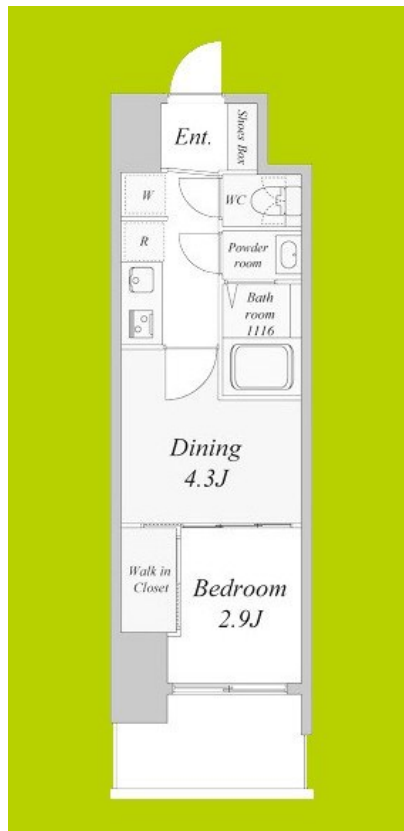 Ent.
Shoes Box
W
WC
R
Powder
room
Bath
room
1116
Dining
4.3J
Walk in
Closet
Bedroom
2.9J